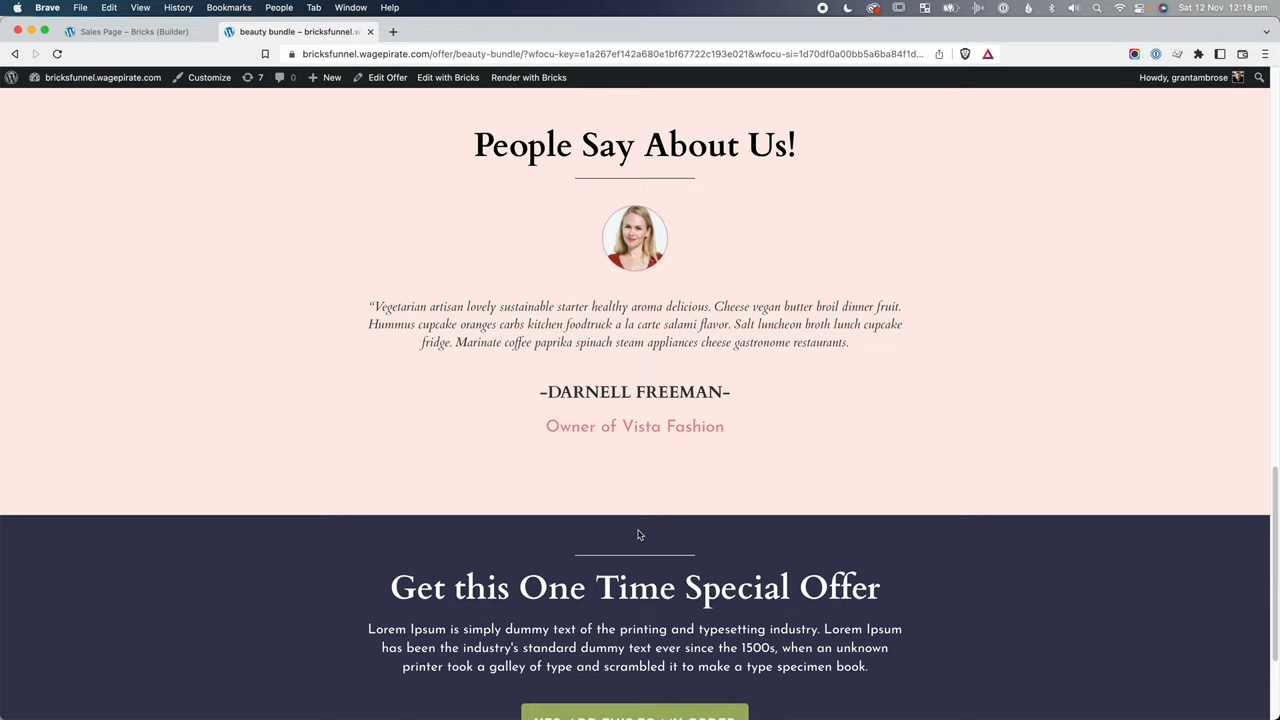 Brave File Edit View History Bookmarks People Tab Window Help Sat 12 Nov 12:18 pm
Sales Page – Bricks (Builder) beauty bundle – bricksfunnel.w
bricksfunnel.wagepirate.com/offer/beauty-bundle/?wfocu-key=e1a267ef142a680e1bf67722c193e021&wfocu-si=1d70df0a00bb5a6ba84f1d...
bricksfunnel.wagepirate.com Customize 7 0 New Edit Offer Edit with Bricks Render with Bricks Howdy, grantambrose
People Say About Us!
“Vegetarian artisan lovely sustainable starter healthy aroma delicious. Cheese vegan butter broil dinner fruit.
Hummus cupcake oranges carbs kitchen foodtruck a la carte salami flavor. Salt luncheon broth lunch cupcake
fridge. Marinate coffee paprika spinach steam appliances cheese gastronome restaurants.
-DARNELL FREEMAN-
Owner of Vista Fashion
Get this One Time Special Offer
Lorem Ipsum is simply dummy text of the printing and typesetting industry. Lorem Ipsum
has been the industry's standard dummy text ever since the 1500s, when an unknown
printer took a galley of type and scrambled it to make a type specimen book.
YES, ADD THIS TO MY ORDER